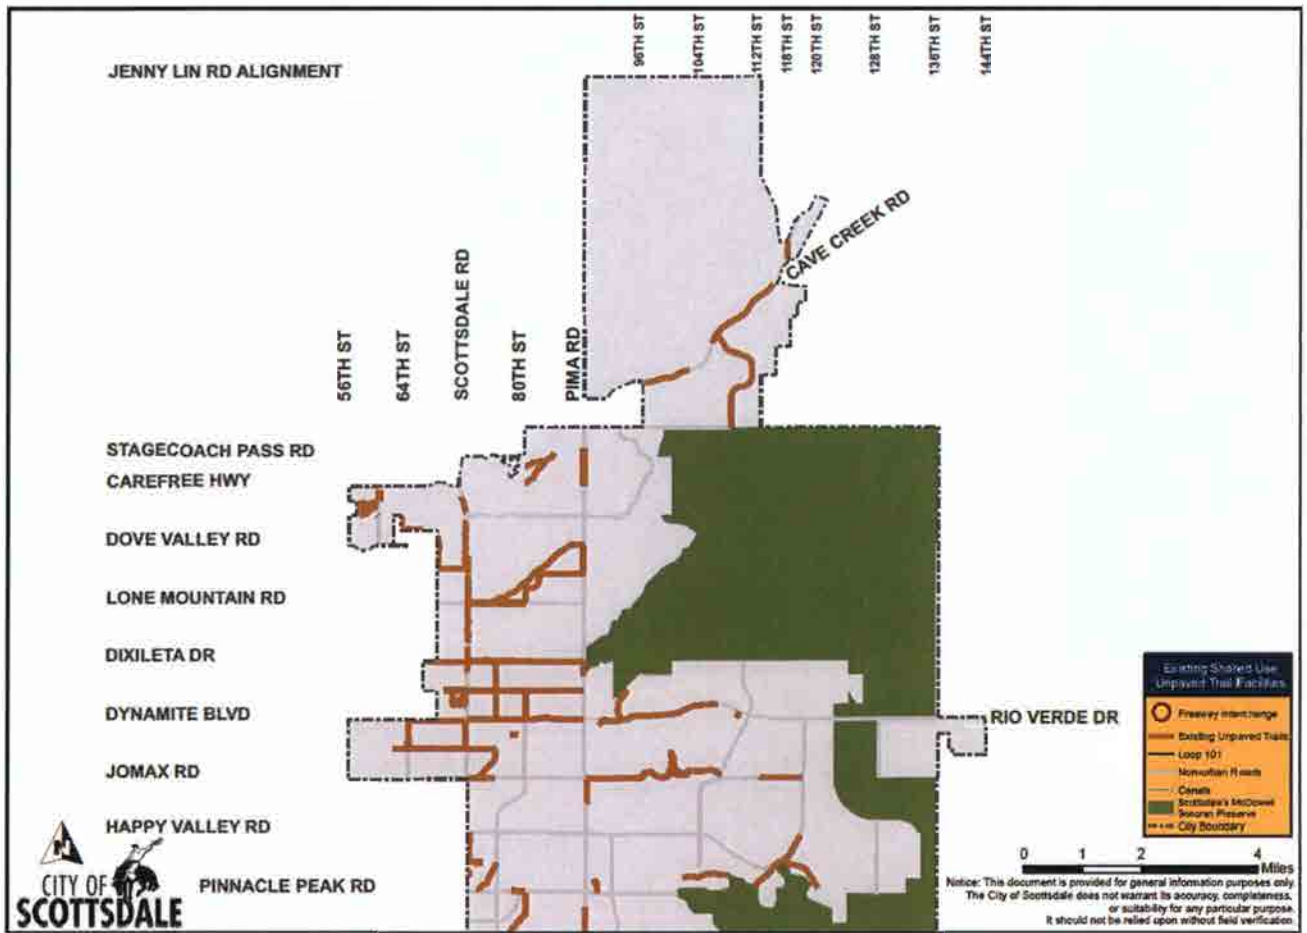 96TH ST
104TH ST
112TH ST
118TH ST
120TH ST
128TH ST
136TH ST
144TH ST
JENNY LIN RD ALIGNMENT
CAVE CREEK RD
56TH ST
64TH ST
SCOTTSDALE RD
80TH ST
PIMA RD
STAGECOACH PASS RD
CAREFREE HWY
DOVE VALLEY RD
LONE MOUNTAIN RD
DIXILETA DR
DYNAMITE BLVD
RIO VERDE DR
JOMAX RD
HAPPY VALLEY RD
PINNACLE PEAK RD
Existing Shared Use
Unpaved Trail Facilities
Freeway Interchange
Existing Unpaved Trails
Loop 101
Canals
Scottsdale's McDowell
Sonoran Preserve
City Boundary
0 1 2 4
Miles
Notice: This document is provided for general information purposes only.
The City of Scottsdale does not warrant its accuracy, completeness,
or suitability for any particular purpose.
It should not be relied upon without field verification.
N
CITY OF
SCOTTSDALE